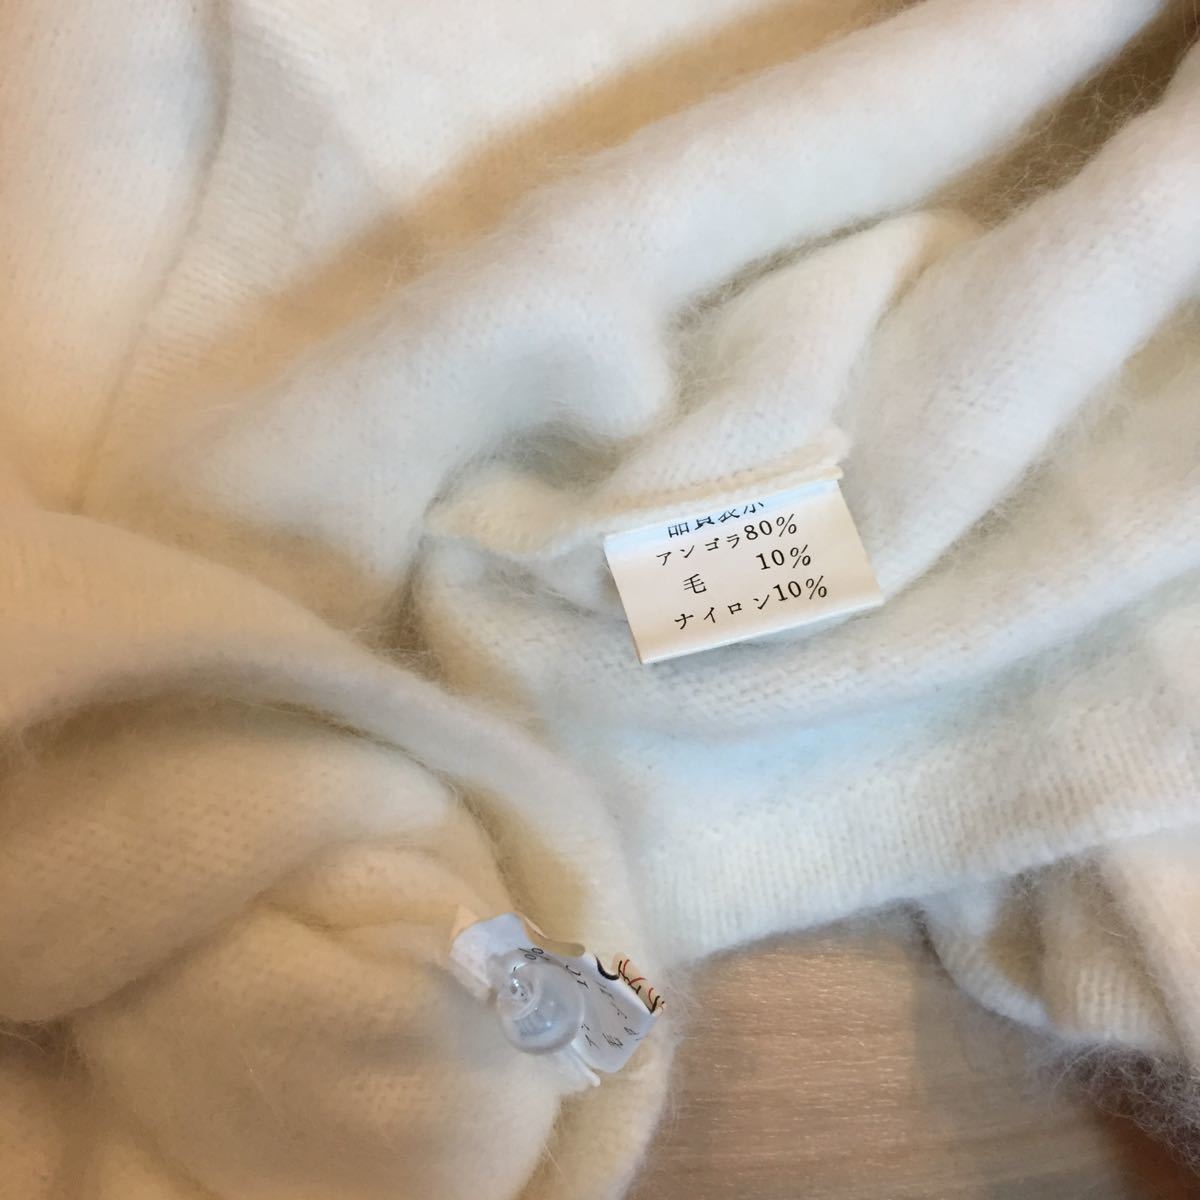 品質表示
アンゴラ80%
毛 10%
ナイロン10%